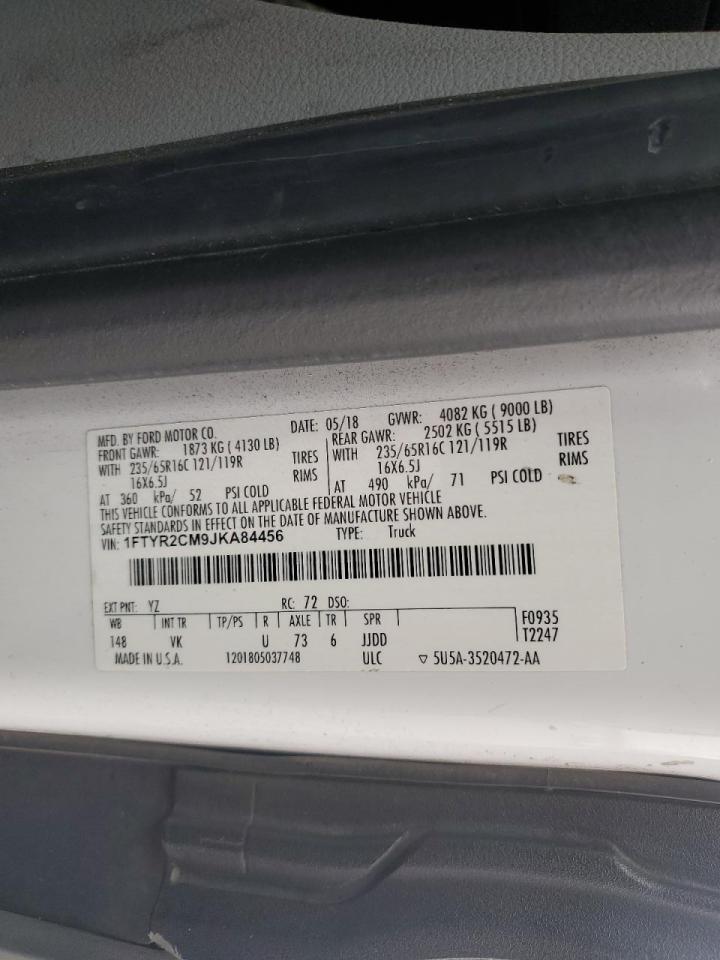 MFD. BY FORD MOTOR CO. DATE: 05/18 GVWR: 4082 KG ( 9000 LB)
FRONT GAWR: 1873 KG ( 4130 LB) REAR GAWR: 2502 KG ( 5515 LB)
WITH 235/65R16C 121/119R TIRES WITH 235/65R16C 121/119R TIRES
16X6.5J RIMS 16X6.5J RIMS
AT 360 kPa/ 52 PSI COLD AT 490 kPa/ 71 PSI COLD
THIS VEHICLE CONFORMS TO ALL APPLICABLE FEDERAL MOTOR VEHICLE
SAFETY STANDARDS IN EFFECT ON THE DATE OF MANUFACTURE SHOWN ABOVE.
VIN: 1FTYR2CM9JKA84456 TYPE: Truck
EXT PNT: YZ RC: 72 DSO:
WB INT TR TP/PS R AXLE TR SPR F0935
148 VK U 73 6 JJDD T2247
MADE IN U.S.A. 1201805037748 ULC ▽ 5U5A-3520472-AA